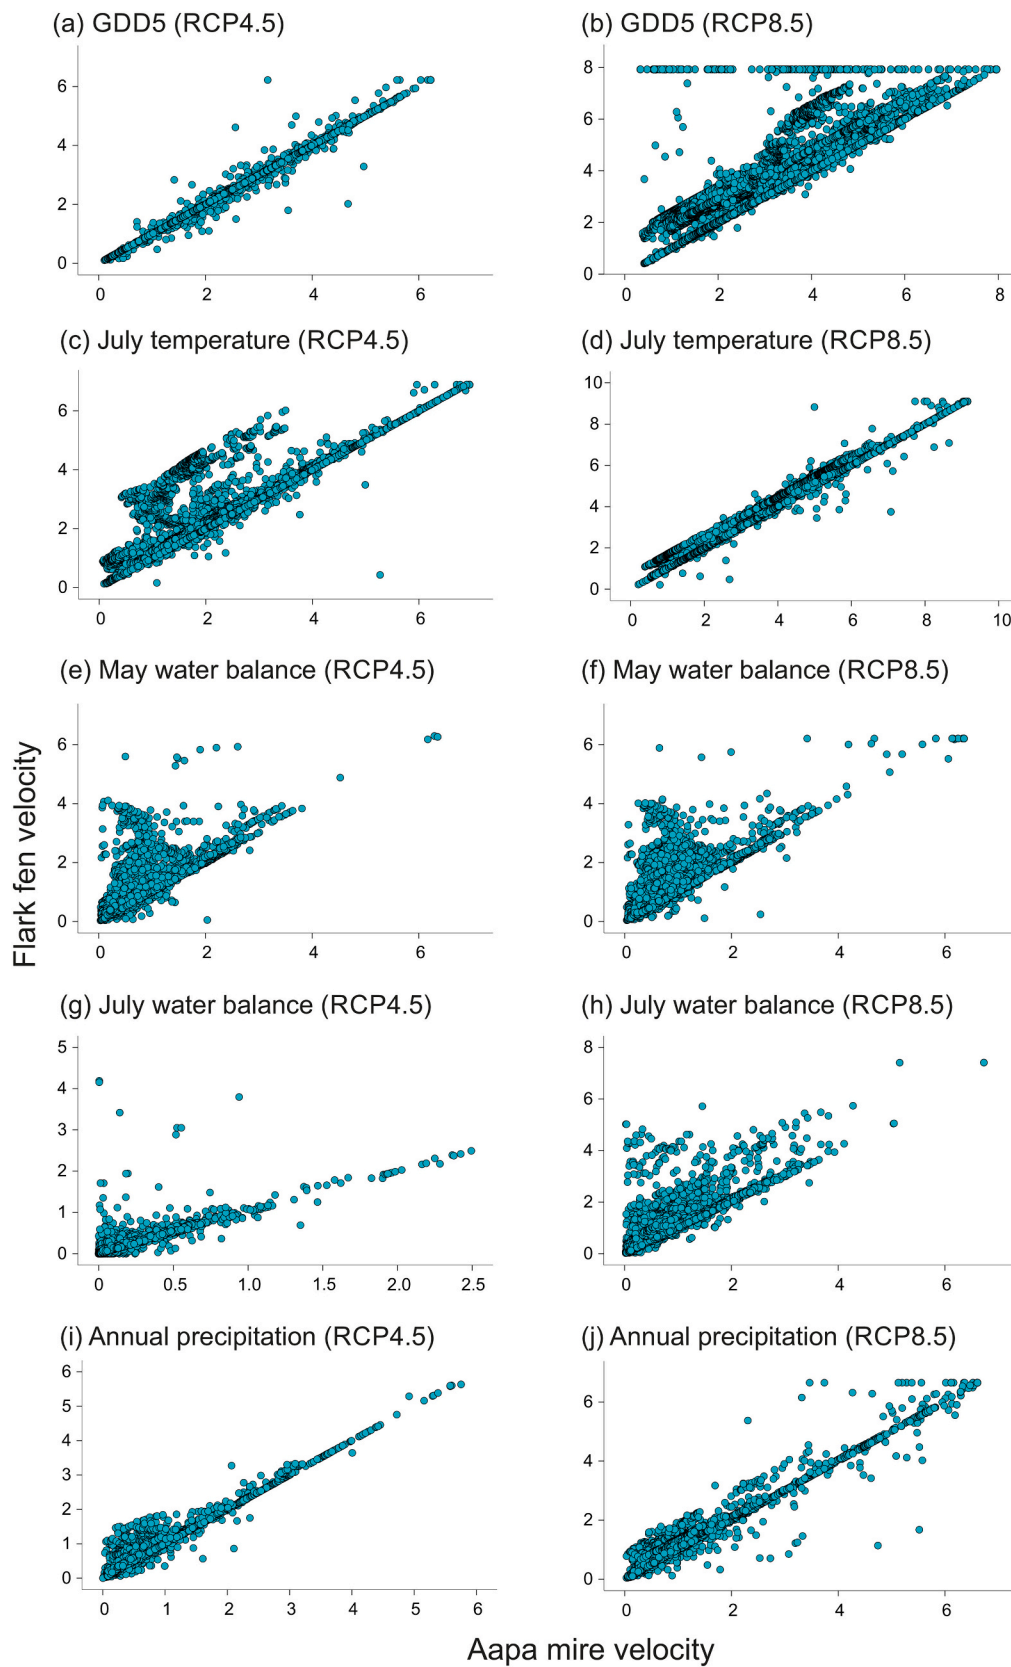 (a) GDD5 (RCP4.5)
6
4
2
0
0 2 4 6
(b) GDD5 (RCP8.5)
8
6
4
2
0
0 2 4 6 8
(c) July temperature (RCP4.5)
6
4
2
0
0 2 4 6
(d) July temperature (RCP8.5)
10
8
6
4
2
0
0 2 4 6 8 10
(e) May water balance (RCP4.5)
6
4
2
0
0 2 4 6
(f) May water balance (RCP8.5)
6
4
2
0
0 2 4 6
Flark fen velocity
(g) July water balance (RCP4.5)
5
4
3
2
1
0
0 0.5 1.0 1.5 2.0 2.5
(h) July water balance (RCP8.5)
8
6
4
2
0
0 2 4 6
(i) Annual precipitation (RCP4.5)
6
5
4
3
2
1
0
0 1 2 3 4 5 6
(j) Annual precipitation (RCP8.5)
6
4
2
0
0 2 4 6
Aapa mire velocity